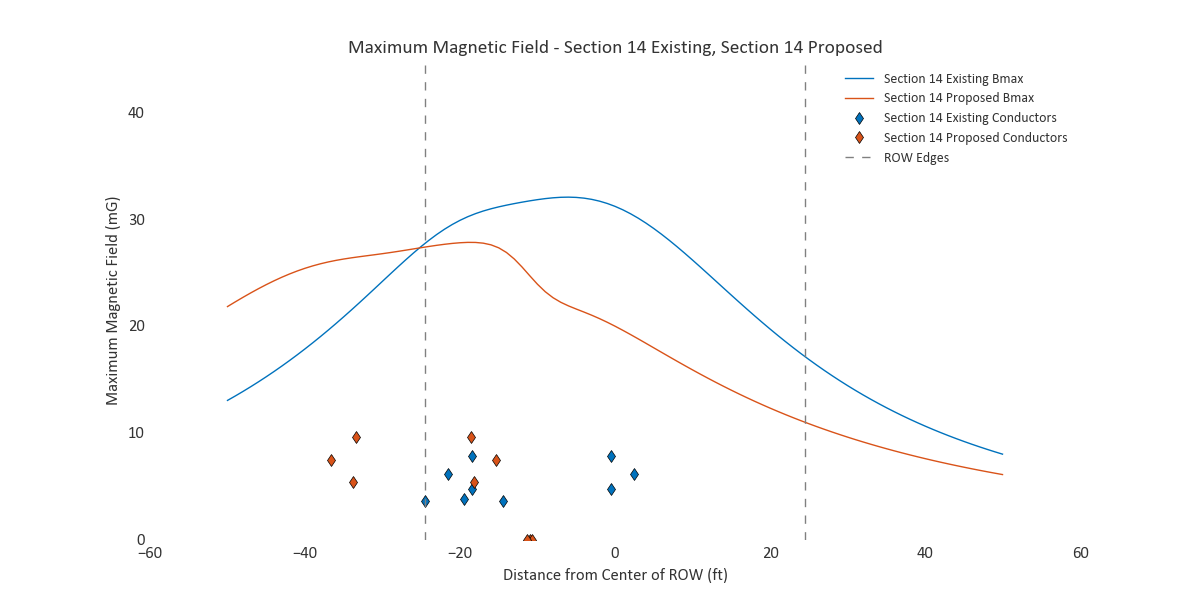 Maximum Magnetic Field - Section 14 Existing, Section 14 Proposed
Section 14 Existing Bmax
Section 14 Proposed Bmax
Section 14 Existing Conductors
Section 14 Proposed Conductors
ROW Edges
Maximum Magnetic Field (mG)
40
30
20
10
0
−60 −40 −20 0 20 40 60
Distance from Center of ROW (ft)